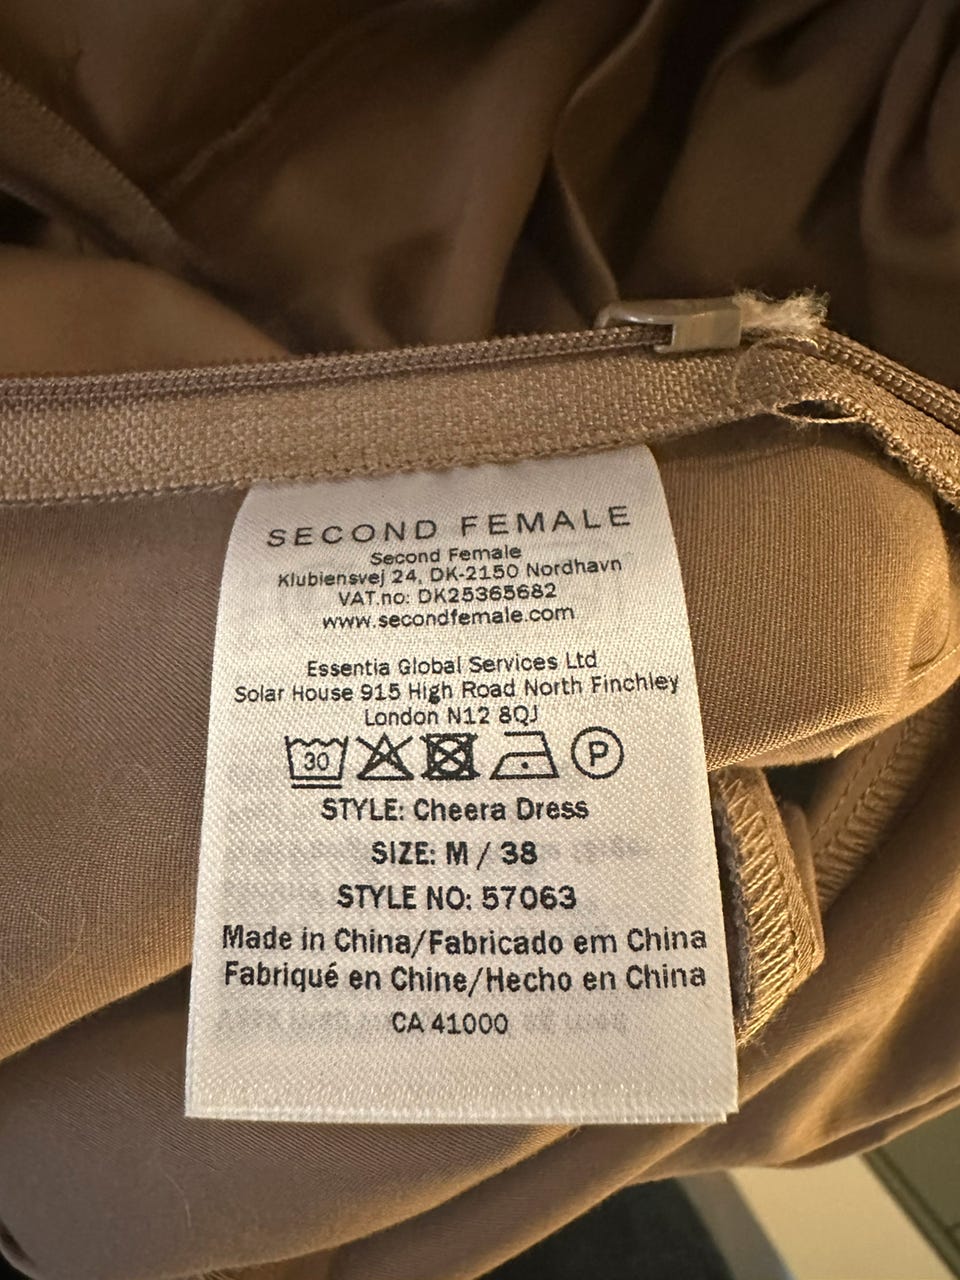 SECOND FEMALE
Second Female
Klubiensvej 24, DK-2150 Nordhavn
VAT.no: DK25365682
www.secondfemale.com
Essentia Global Services Ltd
Solar House 915 High Road North Finchley
London N12 8QJ
30 P
STYLE: Cheera Dress
SIZE: M / 38
STYLE NO: 57063
Made in China/Fabricado em China
Fabriqué en Chine/Hecho en China
CA 41000